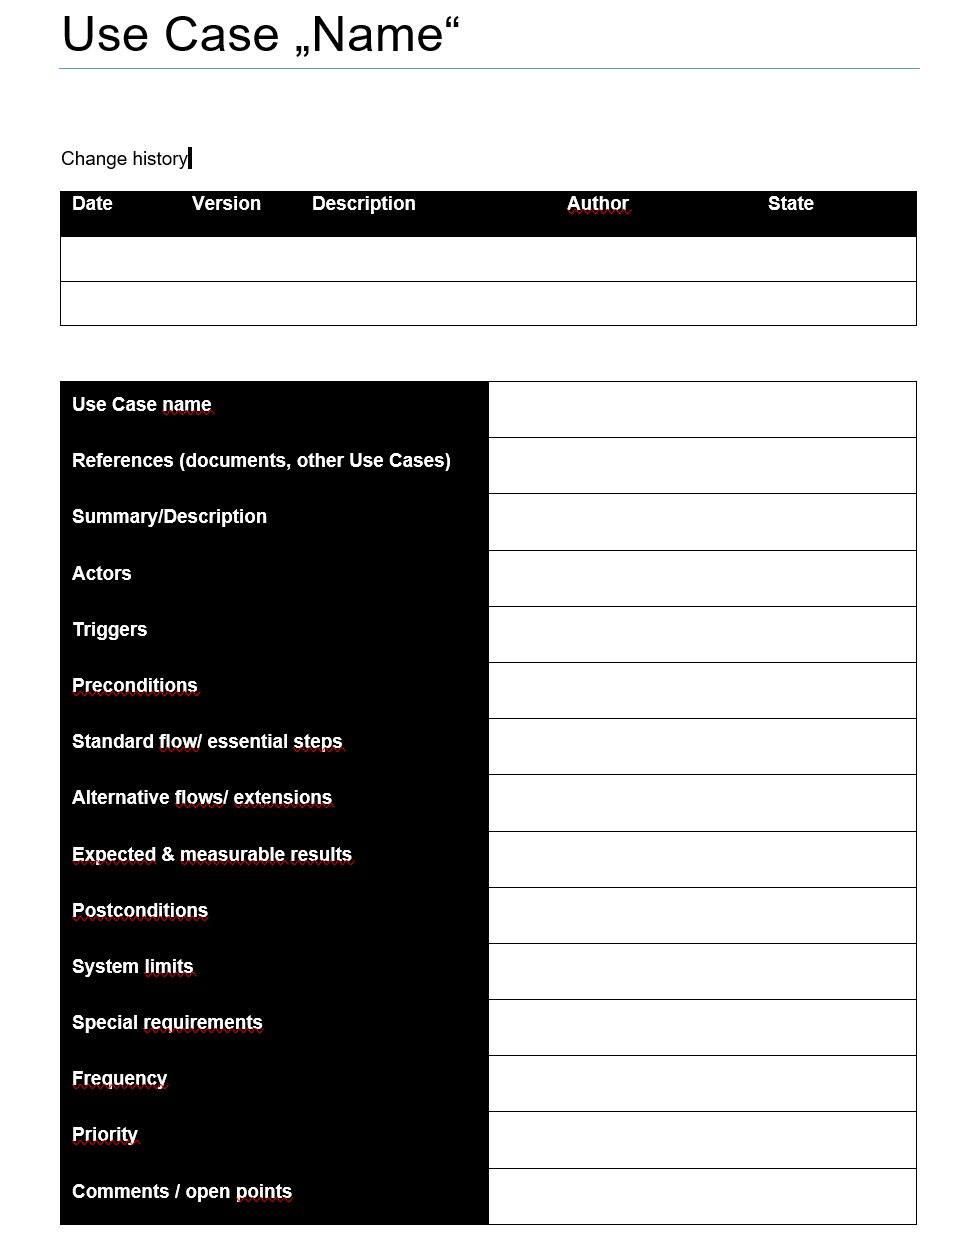 Use Case „Name“
Change history
Date Version Description Author State
Use Case name
References (documents, other Use Cases)
Summary/Description
Actors
Triggers
Preconditions
Standard flow/ essential steps
Alternative flows/ extensions
Expected & measurable results
Postconditions
System limits
Special requirements
Frequency
Priority
Comments / open points